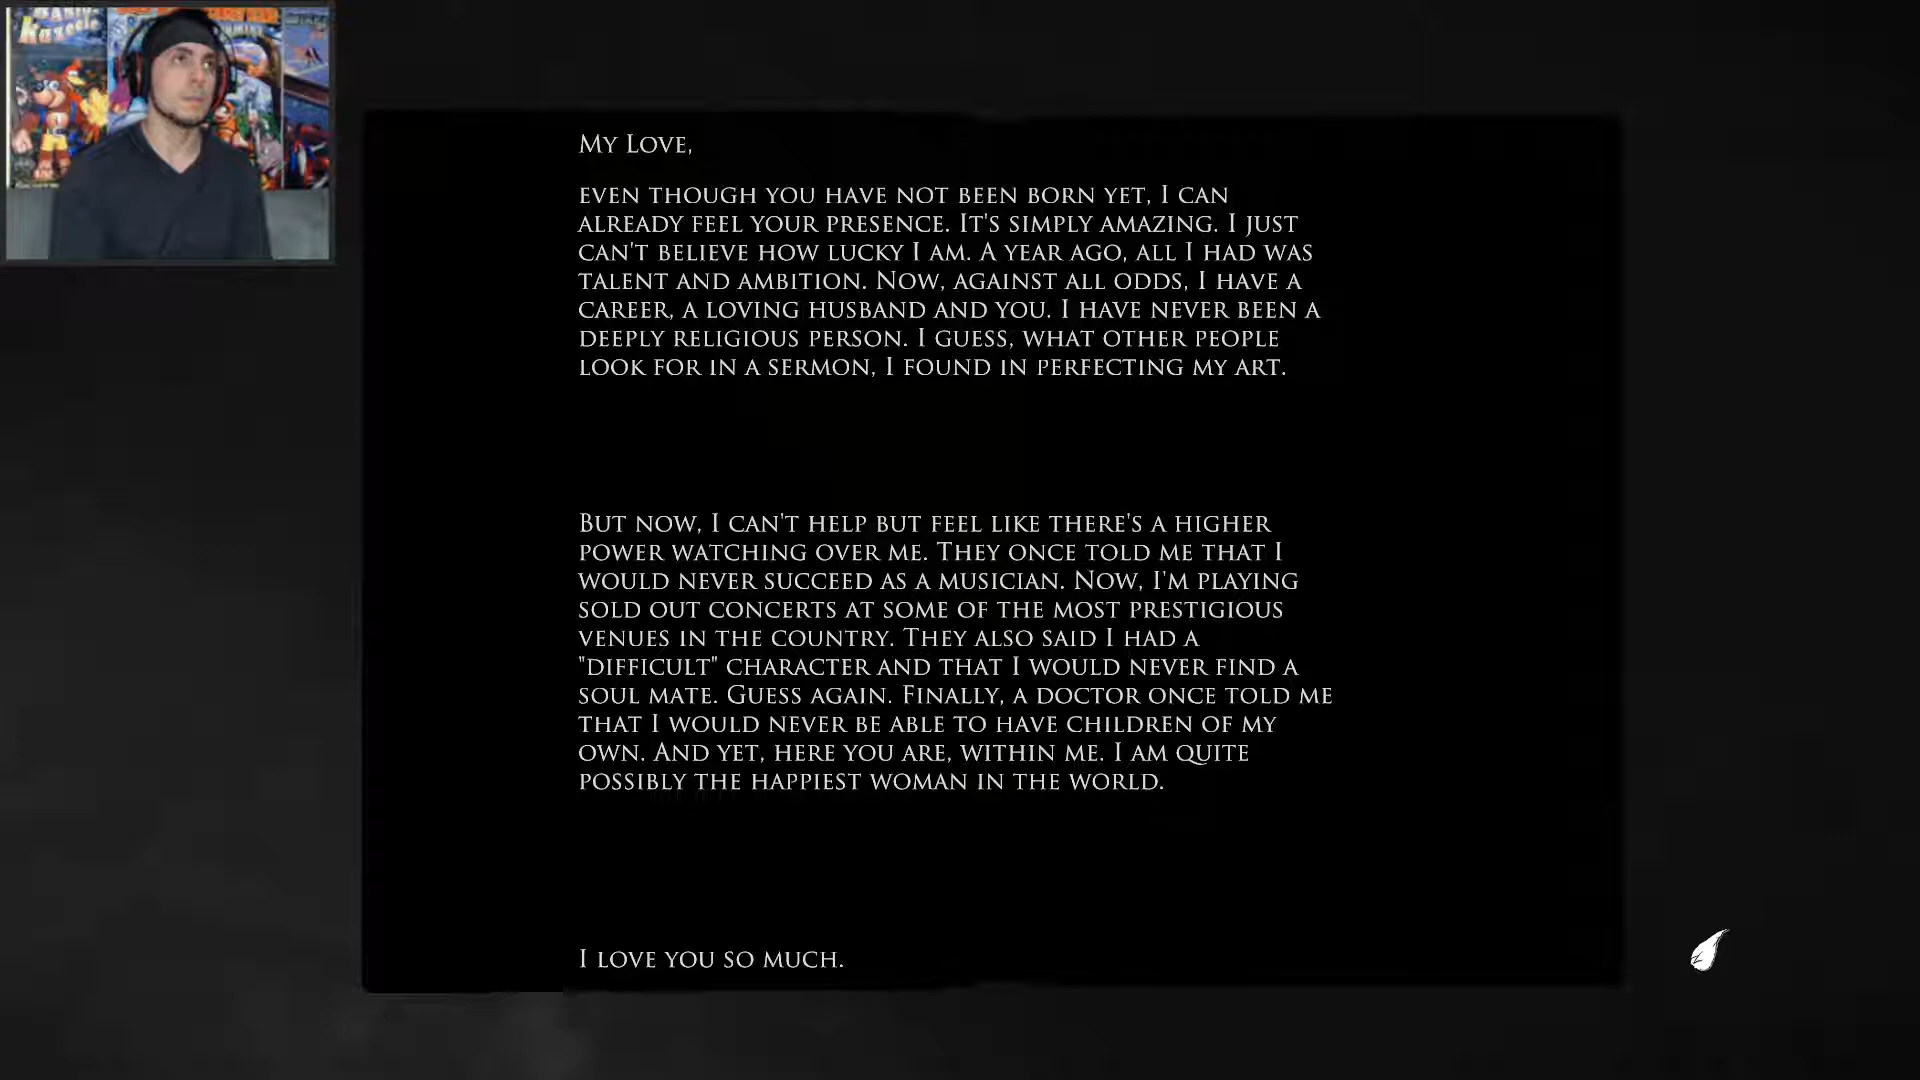 Kazooie
My Love,
even though you have not been born yet, I can
already feel your presence. It's simply amazing. I just
can't believe how lucky I am. A year ago, all I had was
talent and ambition. Now, against all odds, I have a
career, a loving husband and you. I have never been a
deeply religious person. I guess, what other people
look for in a sermon, I found in perfecting my art.
But now, I can't help but feel like there's a higher
power watching over me. They once told me that I
would never succeed as a musician. Now, I'm playing
sold out concerts at some of the most prestigious
venues in the country. They also said I had a
"difficult" character and that I would never find a
soul mate. Guess again. Finally, a doctor once told me
that I would never be able to have children of my
own. And yet, here you are, within me. I am quite
possibly the happiest woman in the world.
I love you so much.